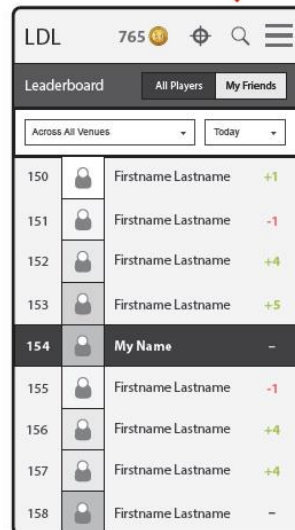 LDL 765
Leaderboard All Players My Friends
Across All Venues Today
150 Firstname Lastname +1
151 Firstname Lastname -1
152 Firstname Lastname +4
153 Firstname Lastname +5
154 My Name –
155 Firstname Lastname -1
156 Firstname Lastname +4
157 Firstname Lastname +4
158 Firstname Lastname –